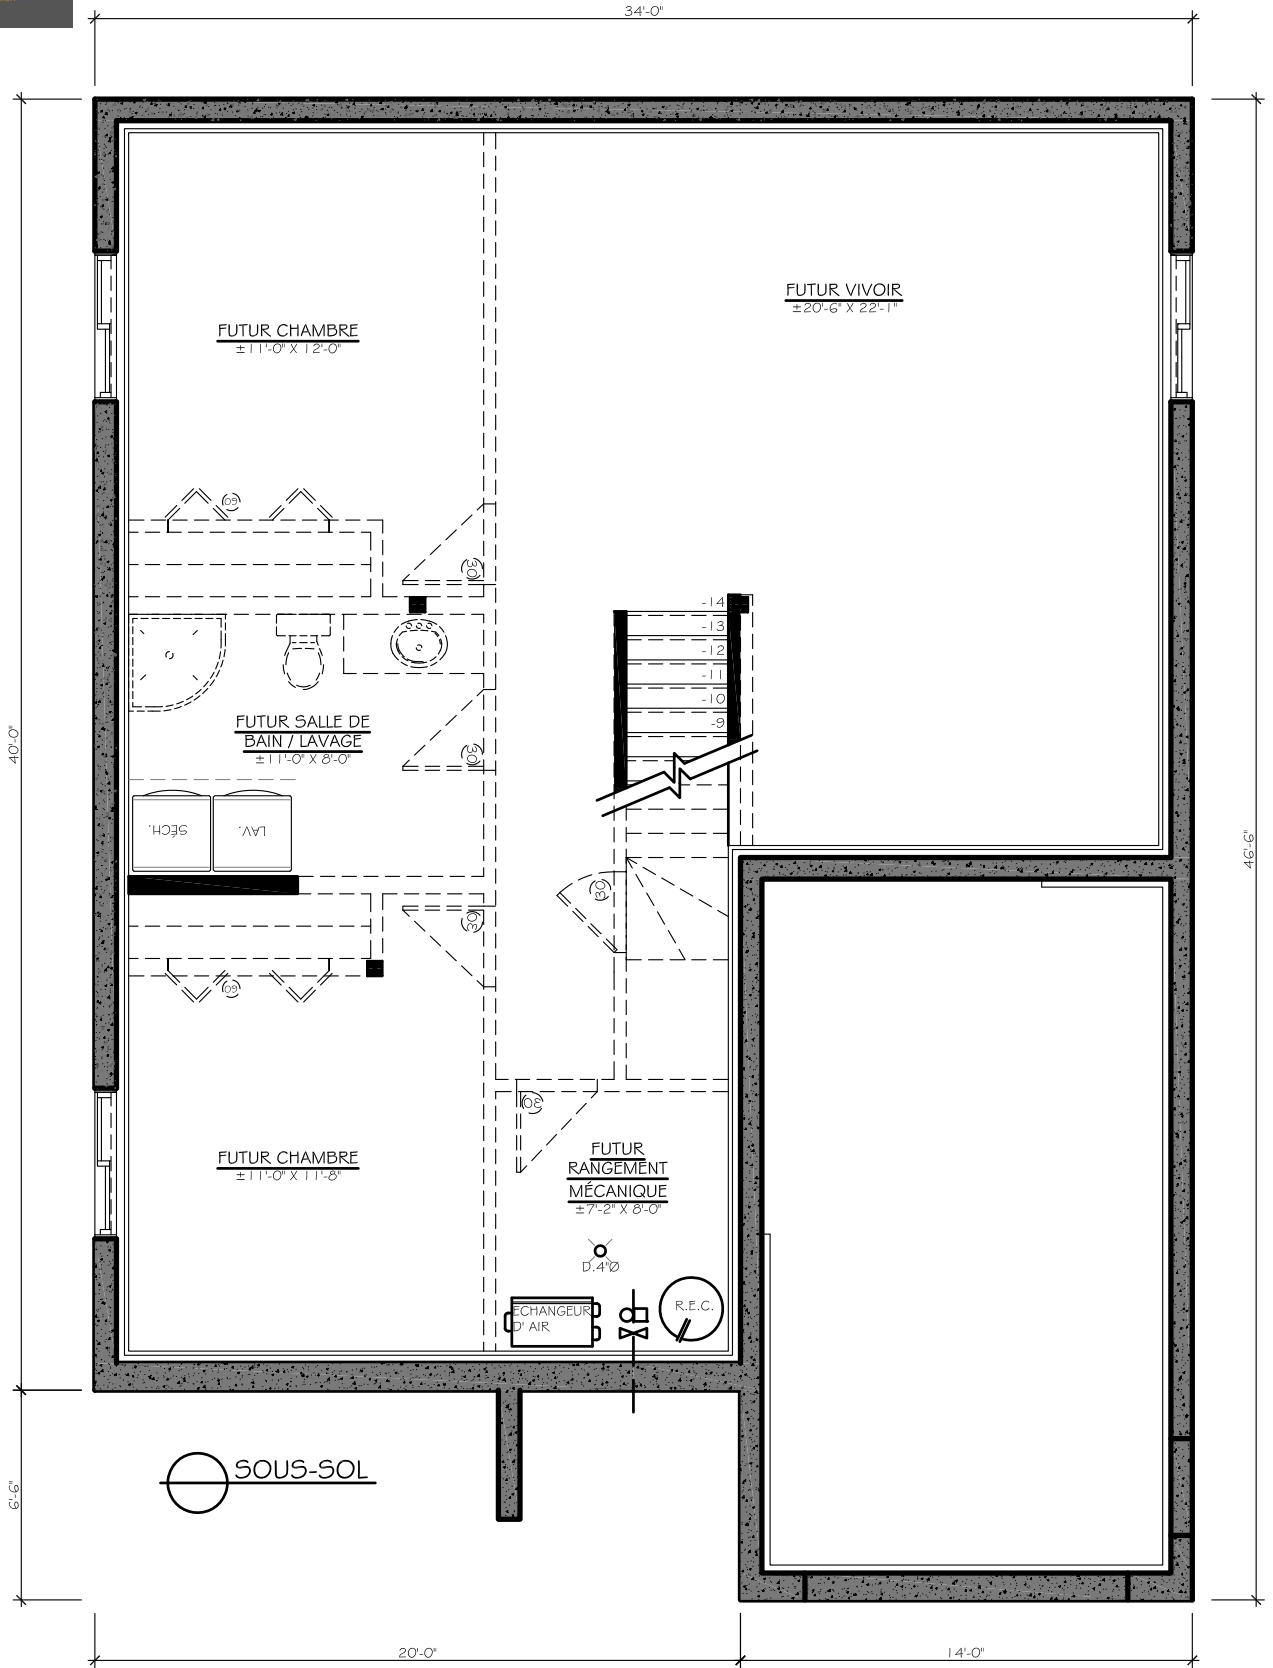 34'-0"
FUTUR VIVOIR
±20'-6" X 22'-1"
FUTUR CHAMBRE
±11'-0" X 12'-0"
60
30
-14
-13
-12
-11
-10
-9
FUTUR SALLE DE
BAIN / LAVAGE
±11'-0" X 8'-0"
30
40'-0"
SÉCH.
LAV.
46'-6"
30
30
60
30
FUTUR CHAMBRE
±11'-0" X 11'-8"
FUTUR
RANGEMENT
MÉCANIQUE
±7'-2" X 8'-0"
D.4"Ø
ECHANGEUR
D' AIR
R.E.C.
SOUS-SOL
6'-6"
20'-0"
14'-0"